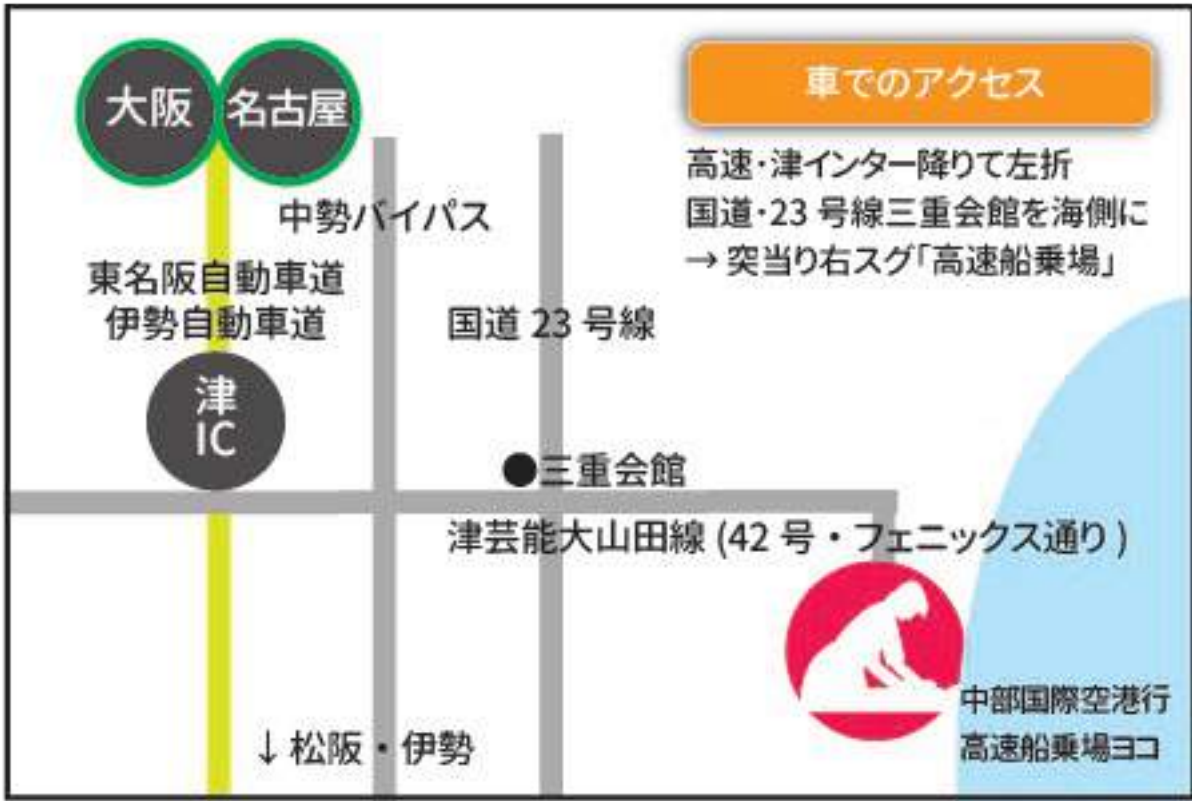 大阪
名古屋
車でのアクセス
高速・津インター降りて左折
国道・23 号線三重会館を海側に
→ 突当り右スグ「高速船乗場」
中勢バイパス
東名阪自動車道
伊勢自動車道
国道 23 号線
津
IC
●三重会館
津芸能大山田線 (42 号・フェニックス通り )
中部国際空港行
高速船乗場ヨコ
↓ 松阪・伊勢